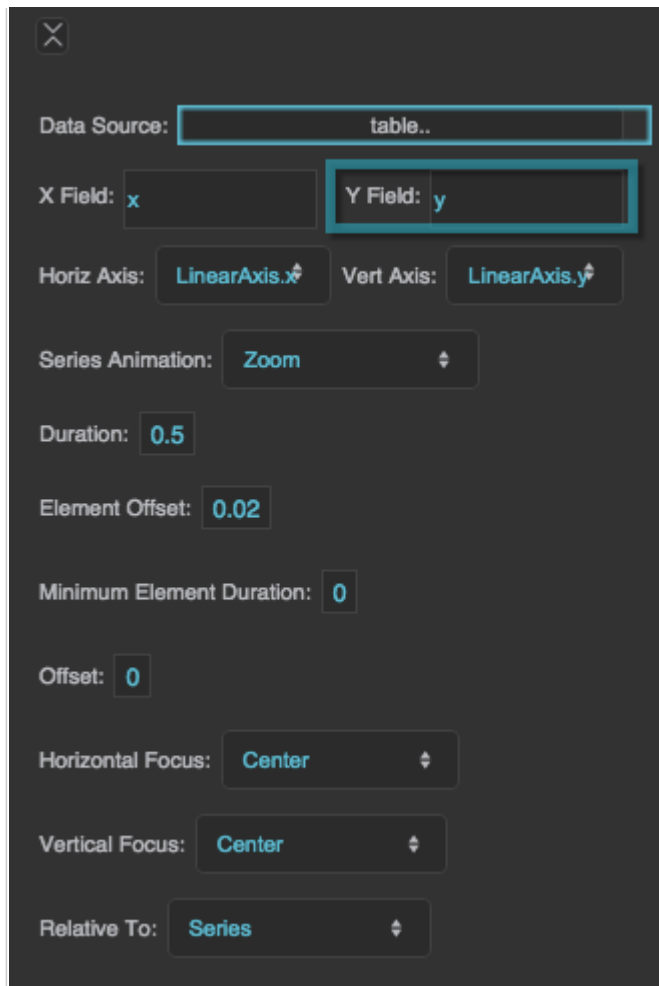 Data Source: table..
X Field: x Y Field: y
Horiz Axis: LinearAxis.x Vert Axis: LinearAxis.y
Series Animation: Zoom
Duration: 0.5
Element Offset: 0.02
Minimum Element Duration: 0
Offset: 0
Horizontal Focus: Center
Vertical Focus: Center
Relative To: Series